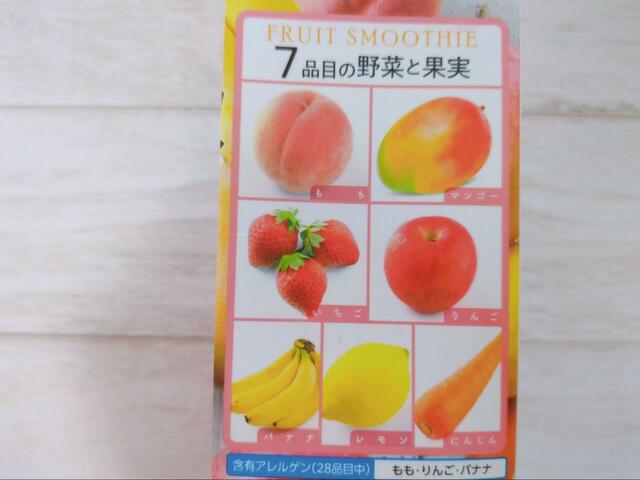 FRUIT SMOOTHIE
7品目の野菜と果実
もも
マンゴー
いちご
りんご
バナナ
レモン
にんじん
含有アレルゲン(28品目中)
もも・りんご・バナナ